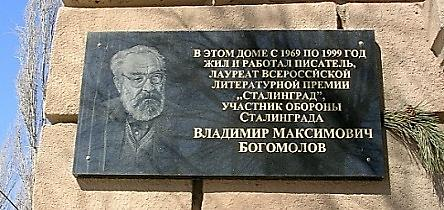 В ЭТОМ ДОМЕ С 1969 ПО 1999 ГОД
ЖИЛ И РАБОТАЛ ПИСАТЕЛЬ,
ЛАУРЕАТ ВСЕРОССЙСКОЙ
ЛИТЕРАТУРНОЙ ПРЕМИИ
„СТАЛИНГРАД",
УЧАСТНИК ОБОРОНЫ
СТАЛИНГРАДА
ВЛАДИМИР МАКСИМОВИЧ
БОГОМОЛОВ